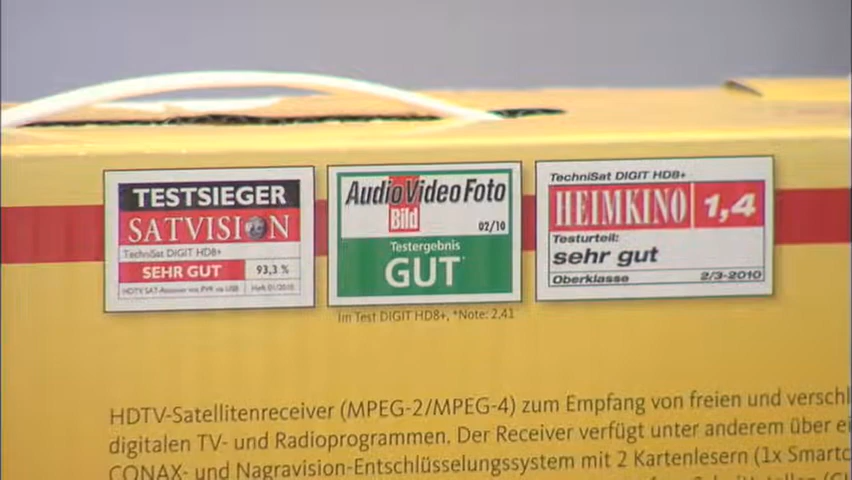 TESTSIEGER
SATVISION
TechniSat DIGIT HD8+
SEHR GUT 93,3 %
HDTV SAT-Receiver mit PVR via USB Heft 01/2010
AudioVideoFoto
Bild 02/10
Testergebnis
GUT*
Im Test DIGIT HD8+, *Note: 2,41
TechniSat DIGIT HD8+
HEIMKINO 1,4
Testurteil:
sehr gut
Oberklasse 2/3-2010
HDTV-Satellitenreceiver (MPEG-2/MPEG-4) zum Empfang von freien und verschl
digitalen TV- und Radioprogrammen. Der Receiver verfügt unter anderem über ei
CONAX- und Nagravision-Entschlüsselungssystem mit 2 Kartenlesern (1x Smartc